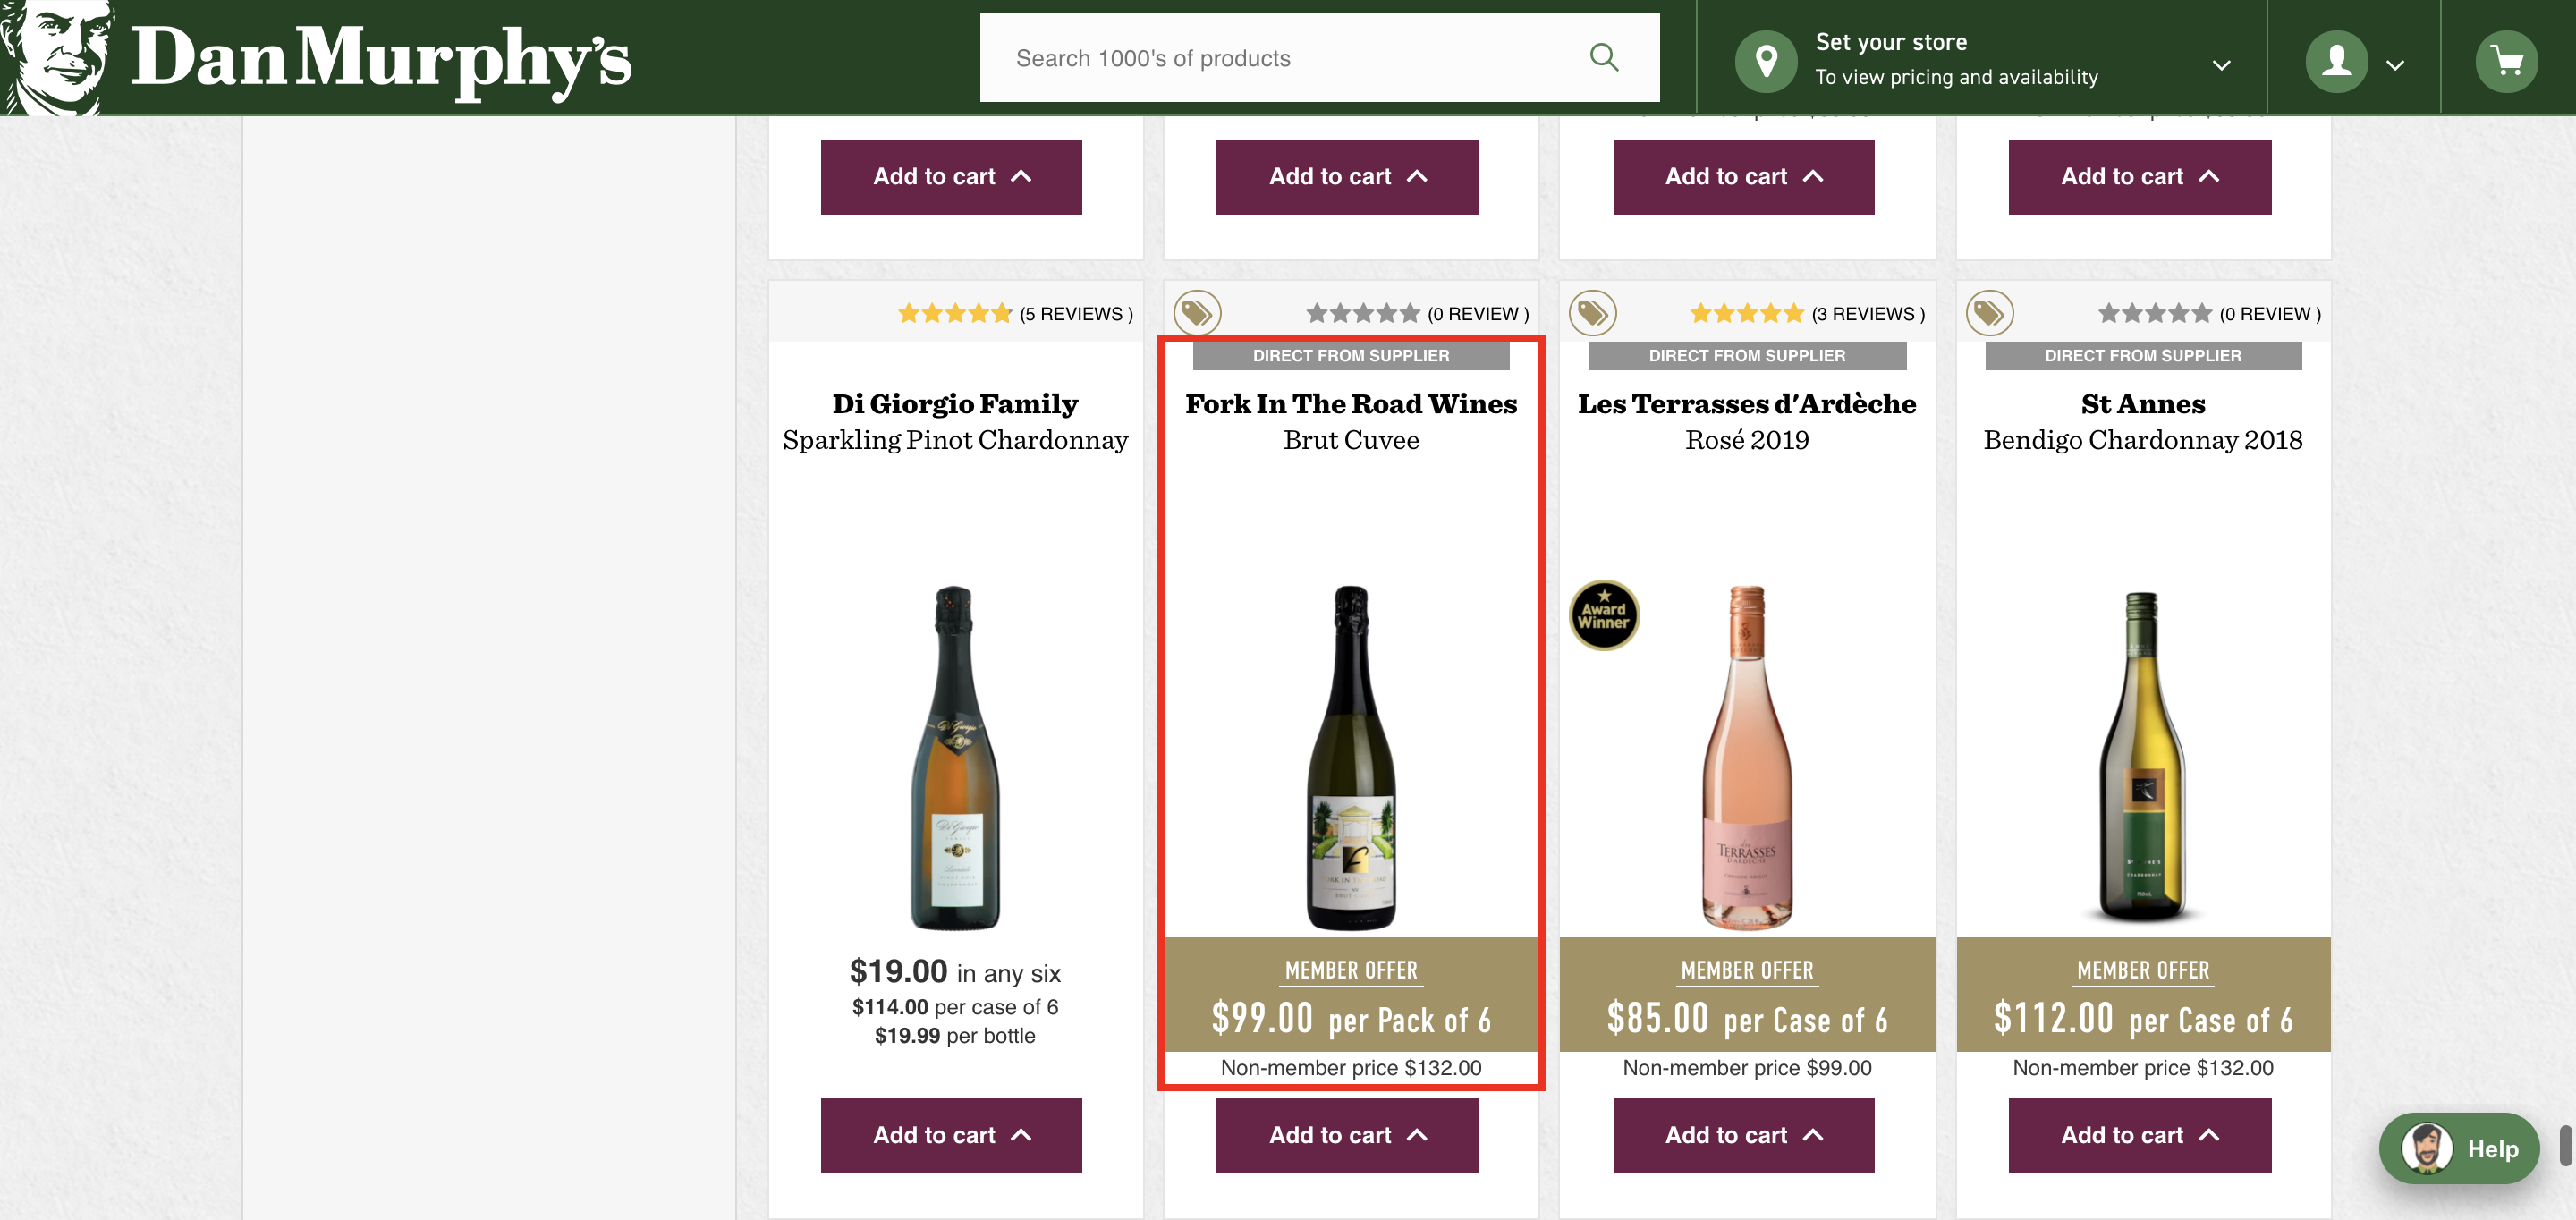 Dan Murphy's
Search 1000's of products
Set your store
To view pricing and availability
Add to cart
Add to cart
Add to cart
Add to cart
(5 REVIEWS )
Di Giorgio Family
Sparkling Pinot Chardonnay
$19.00 in any six
$114.00 per case of 6
$19.99 per bottle
Add to cart
(0 REVIEW )
DIRECT FROM SUPPLIER
Fork In The Road Wines
Brut Cuvee
MEMBER OFFER
$99.00 per Pack of 6
Non-member price $132.00
Add to cart
(3 REVIEWS )
DIRECT FROM SUPPLIER
Les Terrasses d'Ardèche
Rosé 2019
Award
Winner
TERRASSES
D'ARDECHE
MEMBER OFFER
$85.00 per Case of 6
Non-member price $99.00
Add to cart
(0 REVIEW )
DIRECT FROM SUPPLIER
St Annes
Bendigo Chardonnay 2018
CHARDONNAY
750mL
MEMBER OFFER
$112.00 per Case of 6
Non-member price $132.00
Add to cart
Help